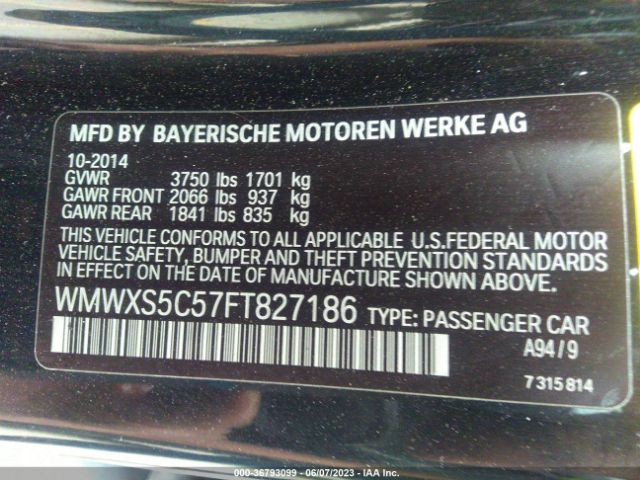 MFD BY BAYERISCHE MOTOREN WERKE AG
10-2014
GVWR 3750 lbs 1701 kg
GAWR FRONT 2066 lbs 937 kg
GAWR REAR 1841 lbs 835 kg
THIS VEHICLE CONFORMS TO ALL APPLICABLE U.S.FEDERAL MOTOR
VEHICLE SAFETY, BUMPER AND THEFT PREVENTION STANDARDS
IN EFFECT ON THE DATE OF MANUFACTURE SHOWN ABOVE.
WMWXS5C57FT827186 TYPE: PASSENGER CAR
A94/9
7 315 814
000-36793099 - 06/07/2023 - IAA Inc.